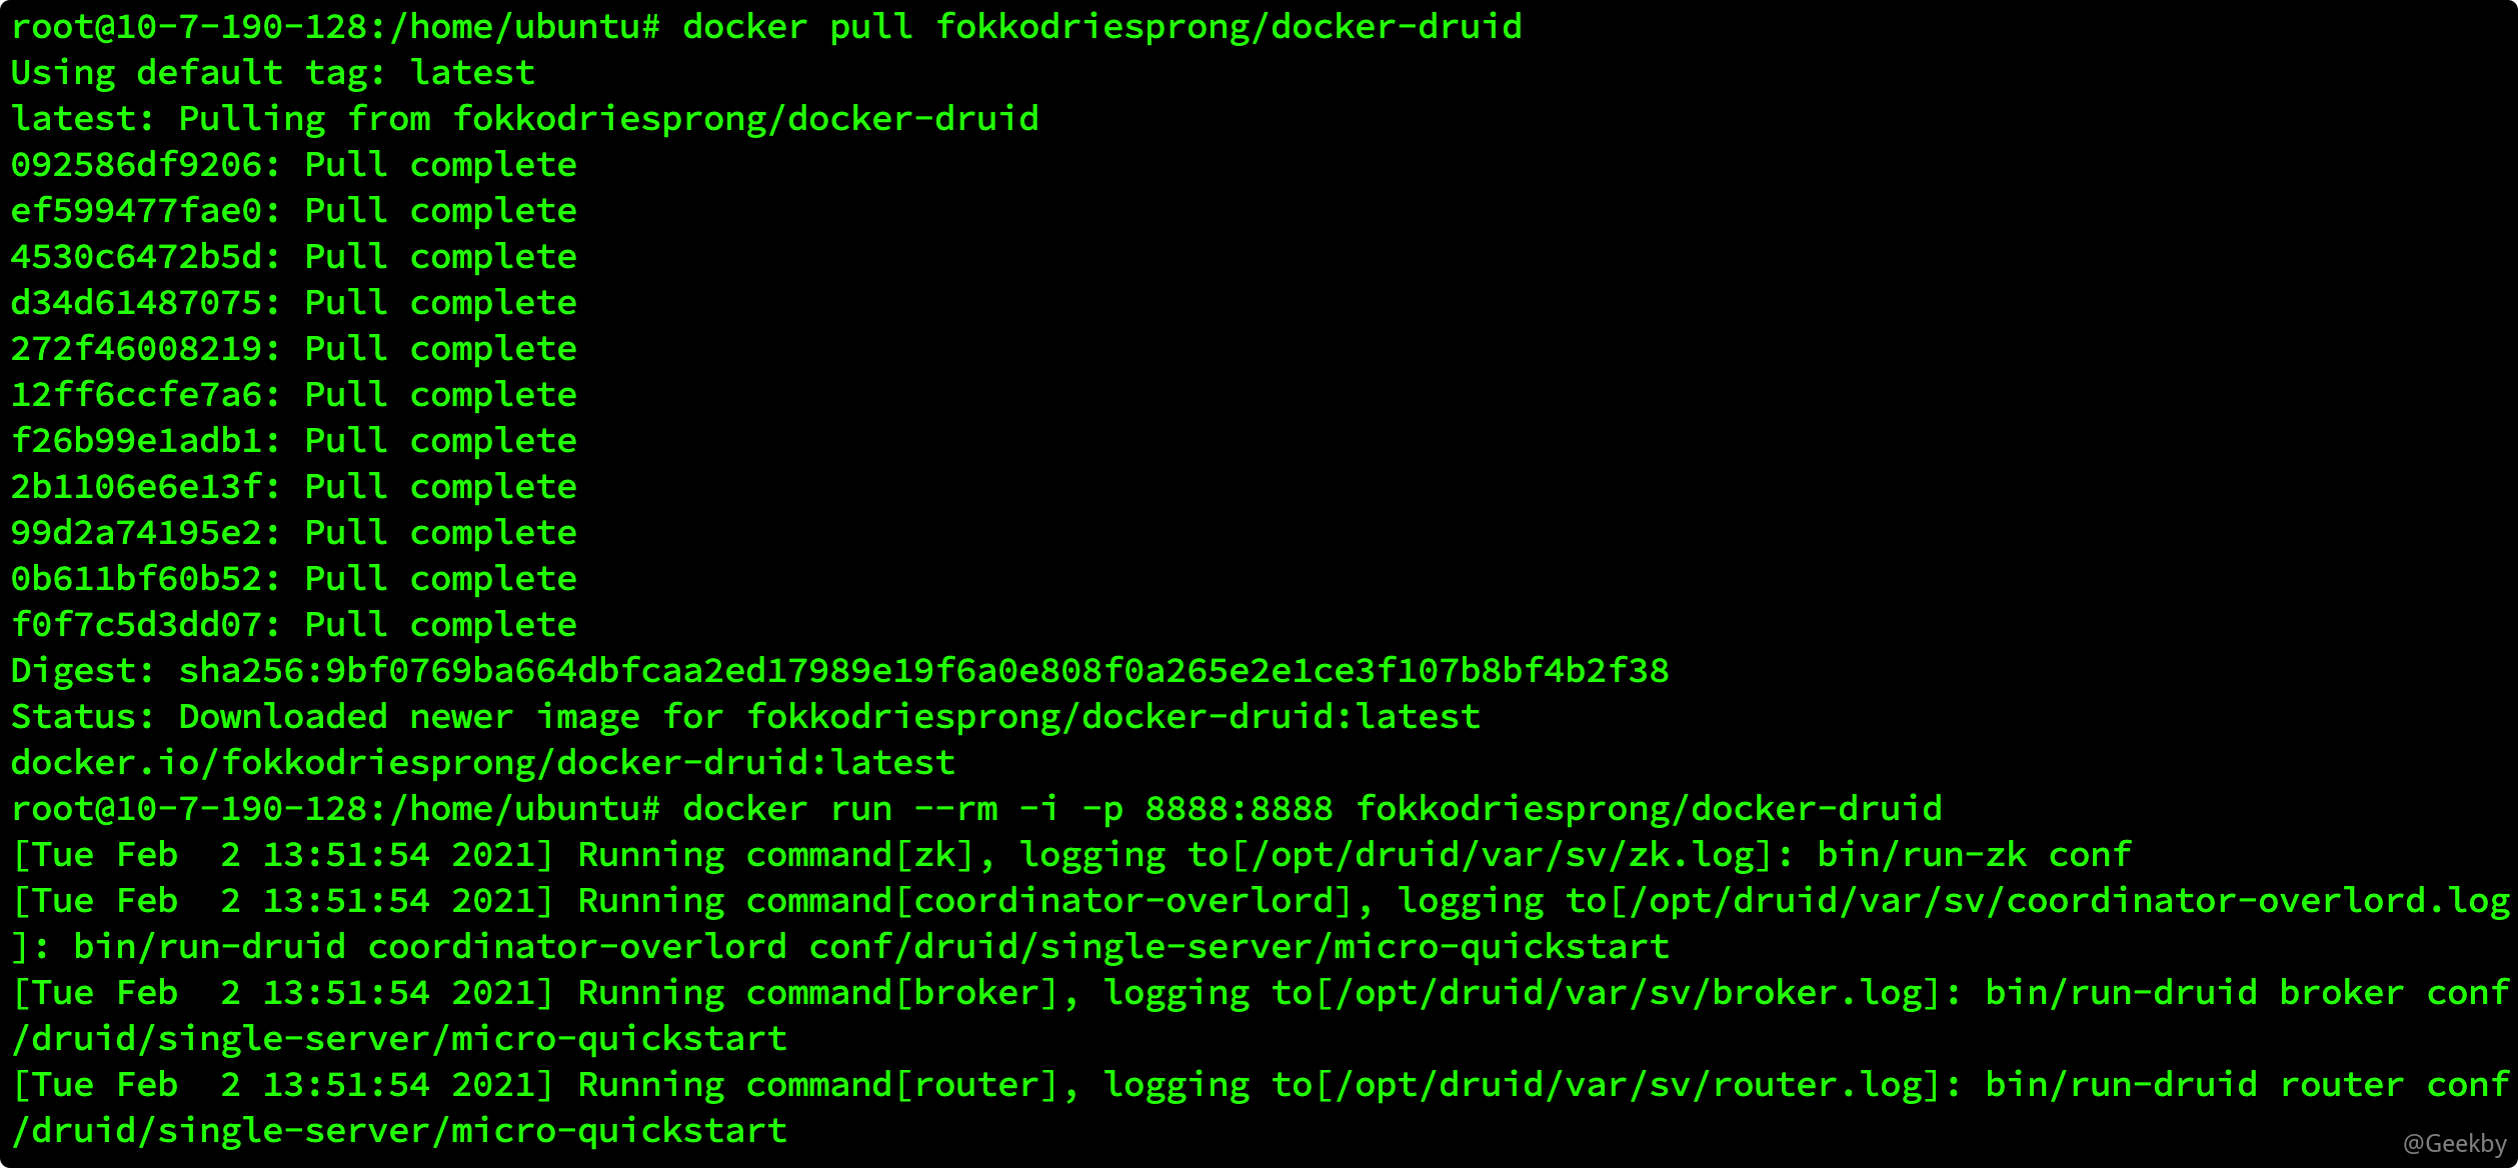 root@10-7-190-128:/home/ubuntu# docker pull fokkodriesprong/docker-druid
Using default tag: latest
latest: Pulling from fokkodriesprong/docker-druid
092586df9206: Pull complete
ef599477fae0: Pull complete
4530c6472b5d: Pull complete
d34d61487075: Pull complete
272f46008219: Pull complete
12ff6ccfe7a6: Pull complete
f26b99e1adb1: Pull complete
2b1106e6e13f: Pull complete
99d2a74195e2: Pull complete
0b611bf60b52: Pull complete
f0f7c5d3dd07: Pull complete
Digest: sha256:9bf0769ba664dbfcaa2ed17989e19f6a0e808f0a265e2e1ce3f107b8bf4b2f38
Status: Downloaded newer image for fokkodriesprong/docker-druid:latest
docker.io/fokkodriesprong/docker-druid:latest
root@10-7-190-128:/home/ubuntu# docker run --rm -i -p 8888:8888 fokkodriesprong/docker-druid
[Tue Feb  2 13:51:54 2021] Running command[zk], logging to[/opt/druid/var/sv/zk.log]: bin/run-zk conf
[Tue Feb  2 13:51:54 2021] Running command[coordinator-overlord], logging to[/opt/druid/var/sv/coordinator-overlord.log
]: bin/run-druid coordinator-overlord conf/druid/single-server/micro-quickstart
[Tue Feb  2 13:51:54 2021] Running command[broker], logging to[/opt/druid/var/sv/broker.log]: bin/run-druid broker conf
/druid/single-server/micro-quickstart
[Tue Feb  2 13:51:54 2021] Running command[router], logging to[/opt/druid/var/sv/router.log]: bin/run-druid router conf
/druid/single-server/micro-quickstart
@Geekby